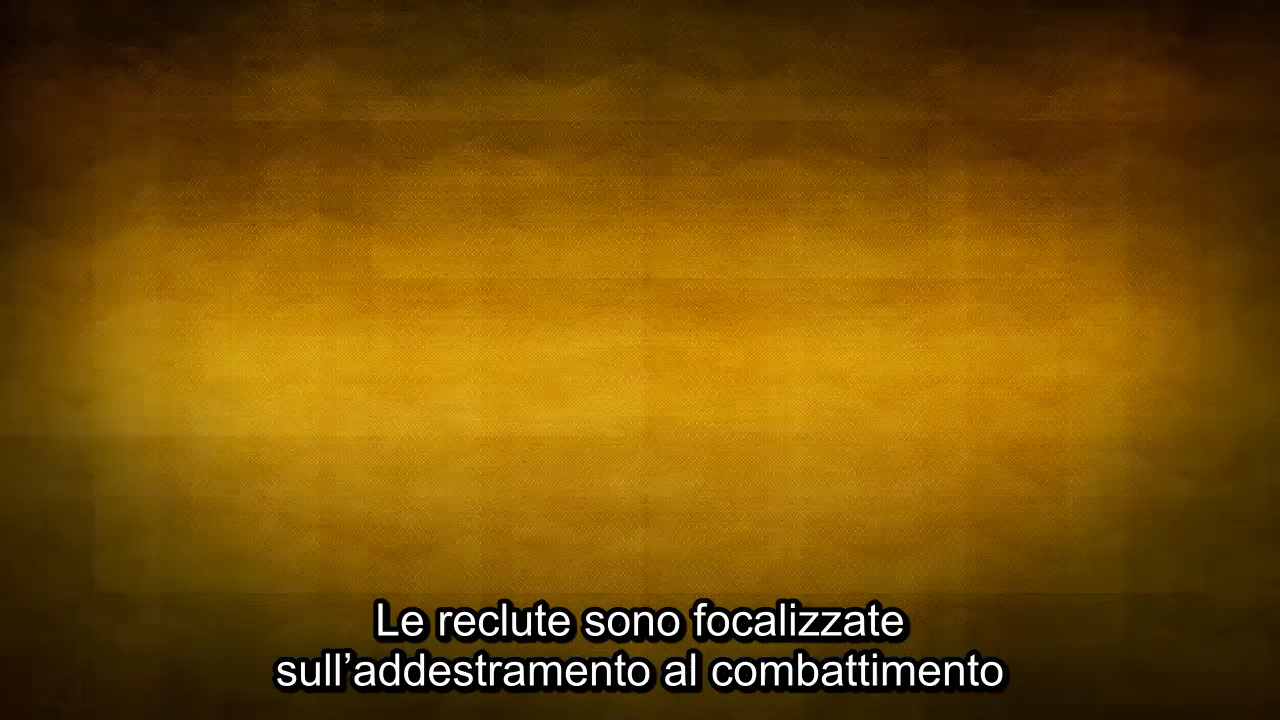 Le reclute sono focalizzate
sull’addestramento al combattimento